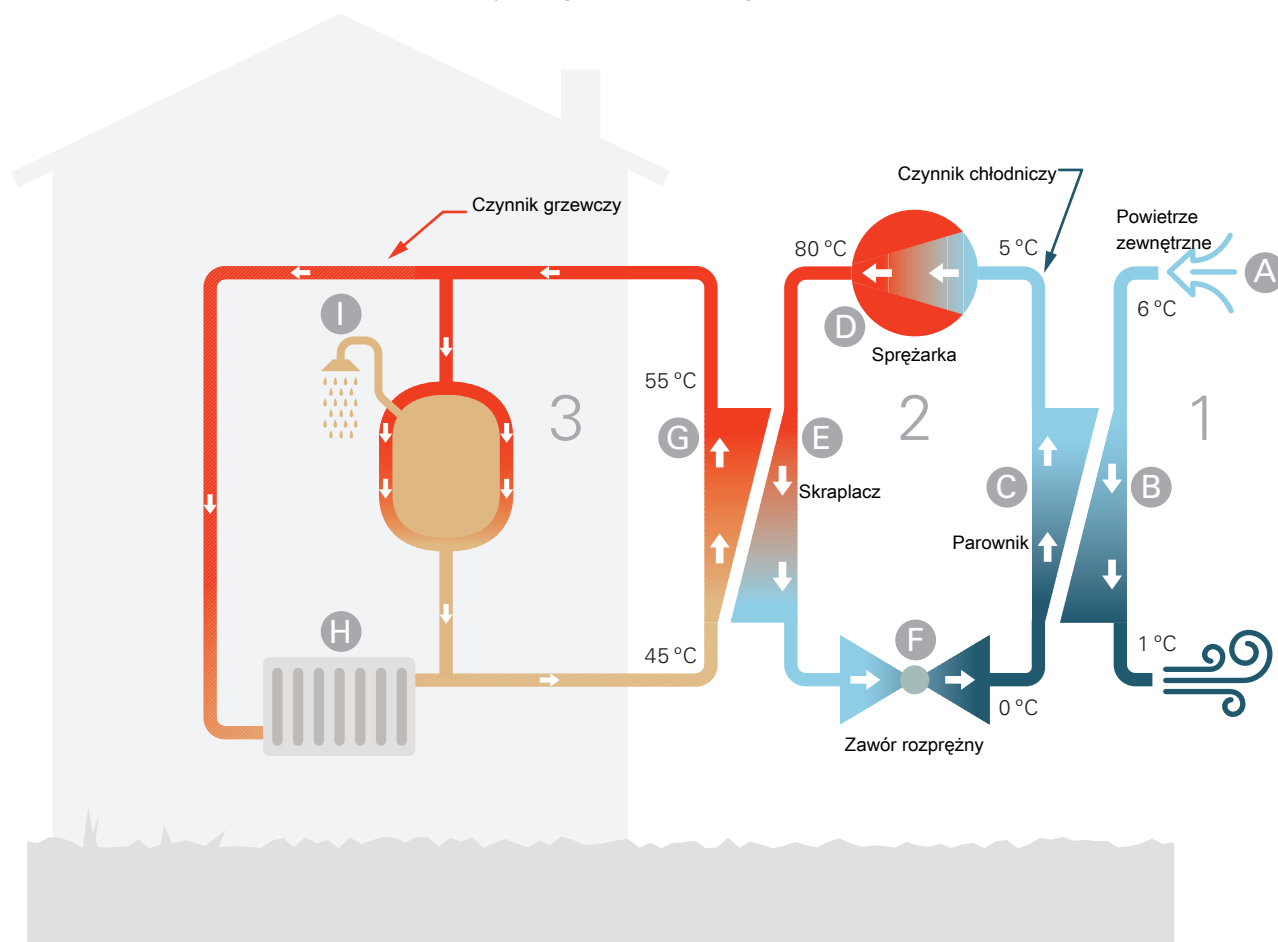 Czynnik chłodniczy
Czynnik grzewczy
Powietrze
zewnętrzne
80 °C
5 °C
A
6 °C
I
D
Sprężarka
55 °C
3
2
1
G
E
C
B
Skraplacz
Parownik
H
F
45 °C
1 °C
0 °C
Zawór rozprężny